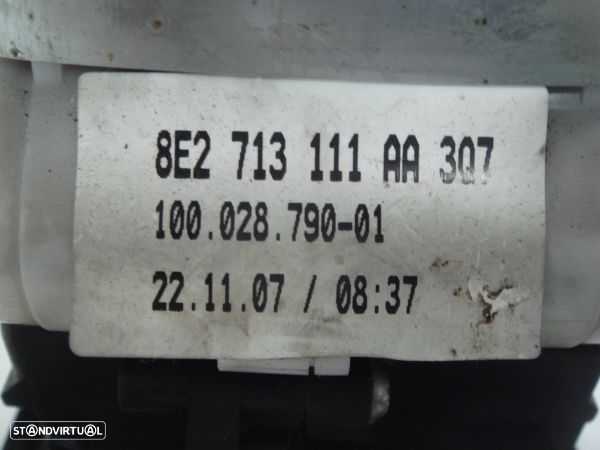 8E2 713 111 AA 3Q7
100.028.790-01
22.11.07 / 08:37
STANDVIRTUAL